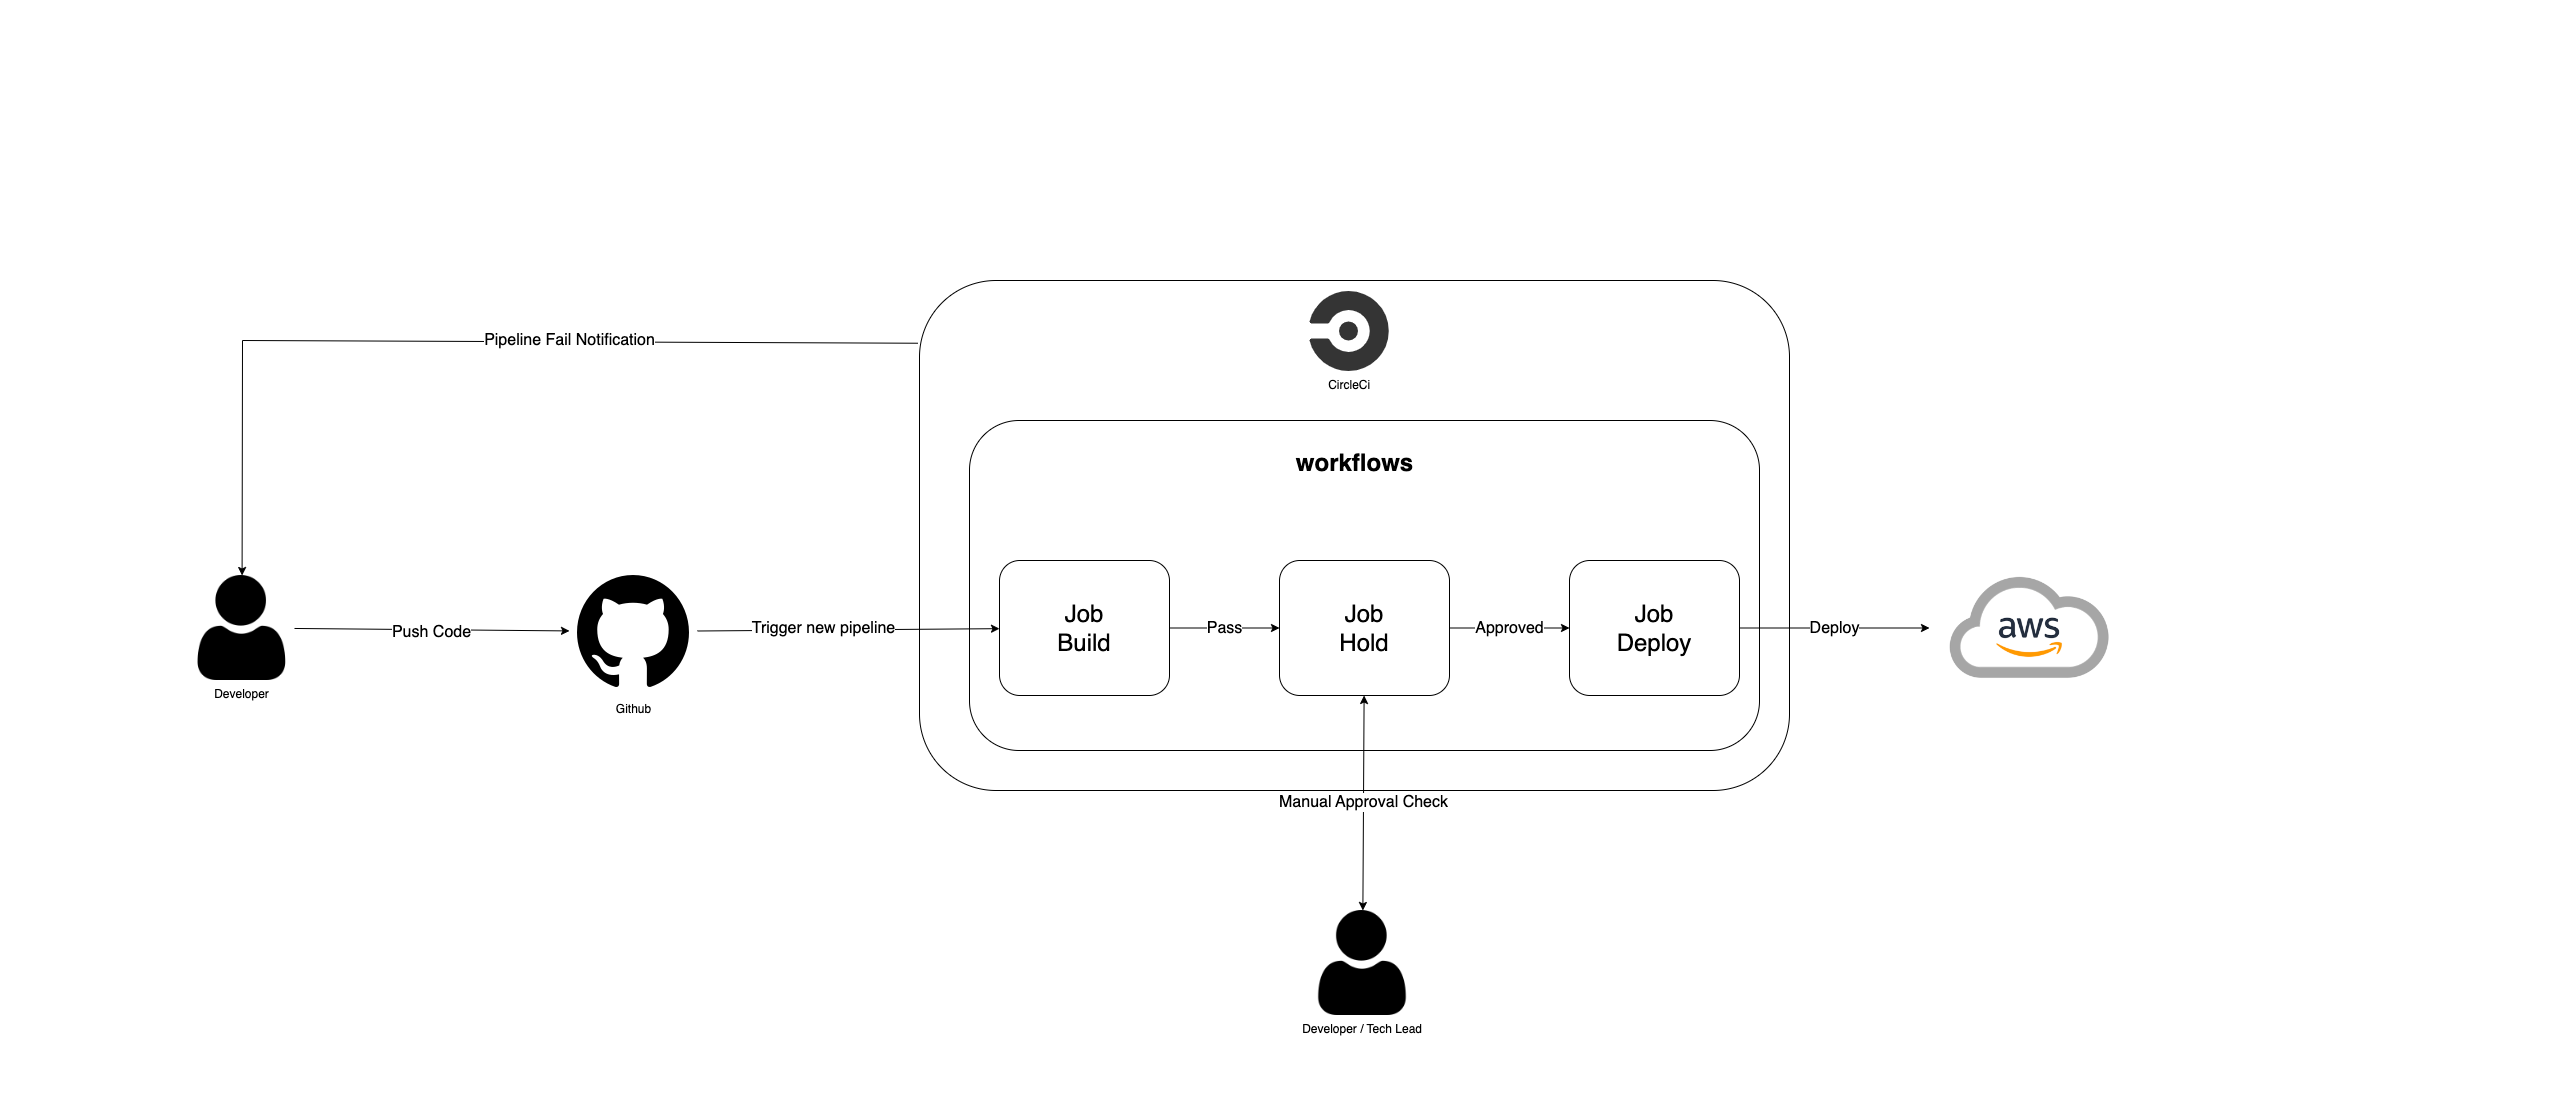 Pipeline Fail Notification
CircleCi
workflows
Developer
Push Code
Github
Trigger new pipeline
Job
Build
Pass
Job
Hold
Approved
Job
Deploy
Deploy
aws
Manual Approval Check
Developer / Tech Lead